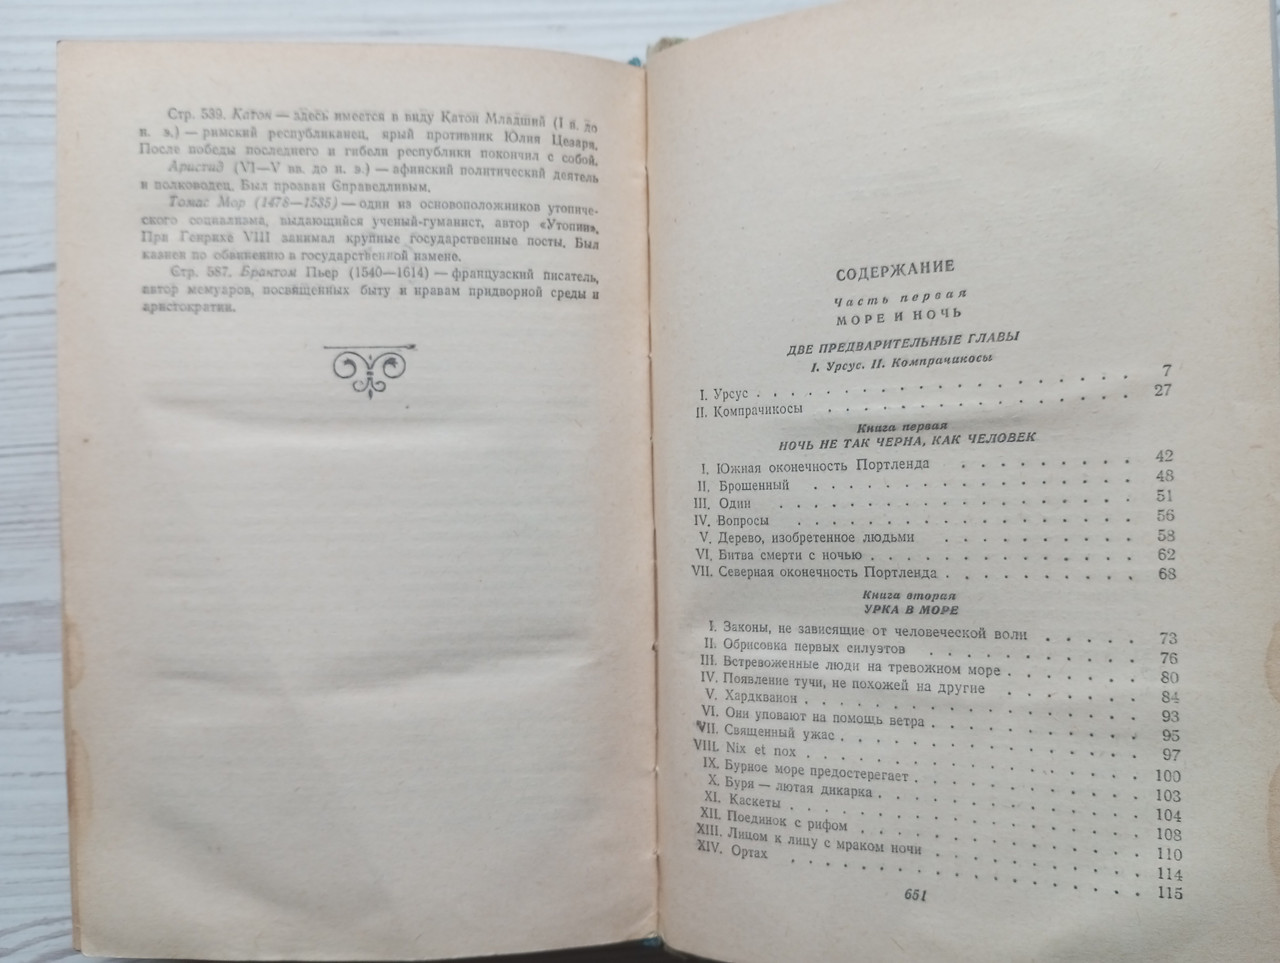 Стр. 539. Катон — здесь имеется в виду Катон Младший (I в. до
н. э.) — римский республиканец, ярый противник Юлия Цезаря.
После победы последнего и гибели республики покончил с собой.
Аристид (VI—V вв. до н. э.) — афинский политический деятель
и полководец. Был прозван Справедливым.
Томас Мор (1478—1535) — один из основоположников утопиче-
ского социализма, выдающийся ученый-гуманист, автор «Утопии».
При Генрихе VIII занимал крупные государственные посты. Был
казнен по обвинению в государственной измене.
Стр. 587. Брантом Пьер (1540—1614) — французский писатель,
автор мемуаров, посвященных быту и нравам придворной среды и
аристократии.
СОДЕРЖАНИЕ
Часть первая
МОРЕ И НОЧЬ
ДВЕ ПРЕДВАРИТЕЛЬНЫЕ ГЛАВЫ
I. Урсус. II. Компрачикосы
I. Урсус . . . . . . . . . . . . . . . . . . 7
II. Компрачикосы . . . . . . . . . . . . . . . 27
Книга первая
НОЧЬ НЕ ТАК ЧЕРНА, КАК ЧЕЛОВЕК
I. Южная оконечность Портленда . . . . . . . . . 42
II. Брошенный . . . . . . . . . . . . . . . . 48
III. Один . . . . . . . . . . . . . . . . . . 51
IV. Вопросы . . . . . . . . . . . . . . . . . 56
V. Дерево, изобретенное людьми . . . . . . . . . . 58
VI. Битва смерти с ночью . . . . . . . . . . . . . 62
VII. Северная оконечность Портленда . . . . . . . . . . 68
Книга вторая
УРКА В МОРЕ
I. Законы, не зависящие от человеческой воли . . . . . 73
II. Обрисовка первых силуэтов . . . . . . . . . . . 76
III. Встревоженные люди на тревожном море . . . . . . . 80
IV. Появление тучи, не похожей на другие . . . . . . . 84
V. Хардкванон . . . . . . . . . . . . . . . . . 93
VI. Они уповают на помощь ветра . . . . . . . . . . . 95
VII. Священный ужас . . . . . . . . . . . . . . . 97
VIII. Nix et nox . . . . . . . . . . . . . . . . . 100
IX. Бурное море предостерегает . . . . . . . . . . . 103
X. Буря — лютая дикарка . . . . . . . . . . . . . 104
XI. Каскеты . . . . . . . . . . . . . . . . . . 108
XII. Поединок с рифом . . . . . . . . . . . . . . 110
XIII. Лицом к лицу с мраком ночи . . . . . . . . . . . 114
XIV. Ортах . . . . . . . . . . . . . . . . . . 115
651